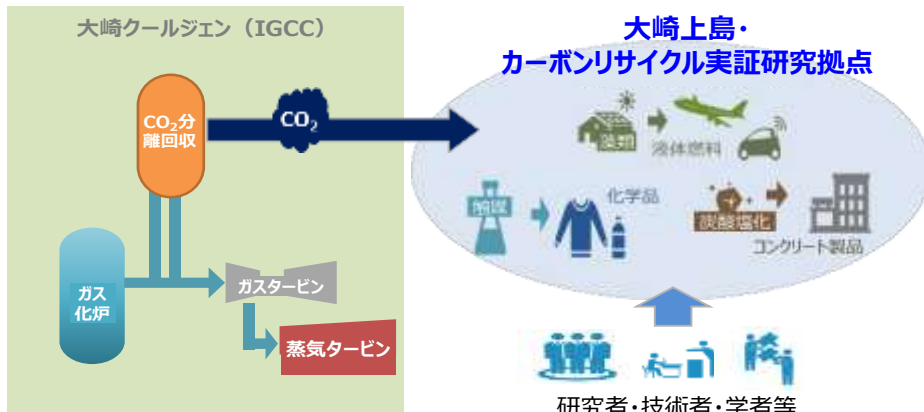 大崎クールジェン（IGCC）
CO₂分
離回収
CO₂
ガス
化炉
ガスタービン
蒸気タービン
大崎上島・
カーボンリサイクル実証研究拠点
藻類
液体燃料
触媒
化学品
炭酸塩化
コンクリート製品
研究者・技術者・学者等